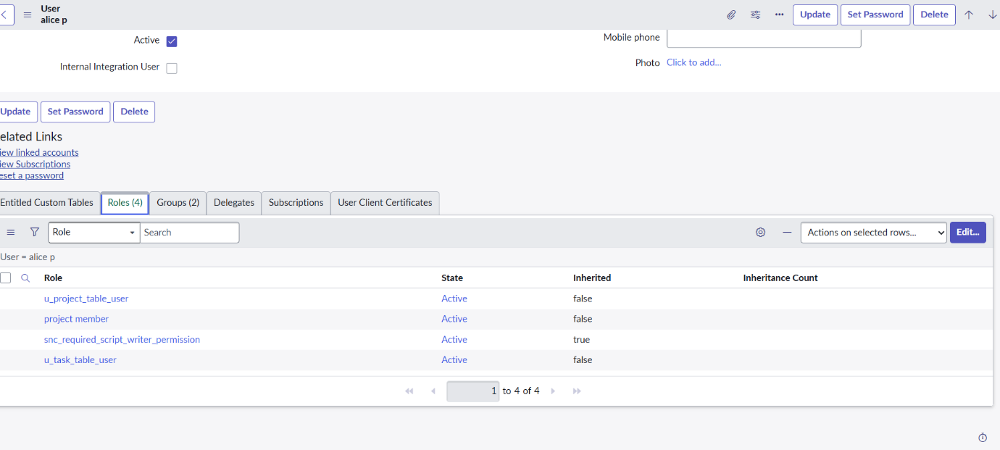 User
alice p
Update Set Password Delete
Active
Mobile phone
Internal Integration User
Photo Click to add...
Update Set Password Delete
elated Links
iew linked accounts
iew Subscriptions
eset a password
Entitled Custom Tables Roles (4) Groups (2) Delegates Subscriptions User Client Certificates
Role Search Actions on selected rows... Edit...
User = alice p
Role State Inherited Inheritance Count
u_project_table_user Active false
project member Active false
snc_required_script_writer_permission Active true
u_task_table_user Active false
1 to 4 of 4